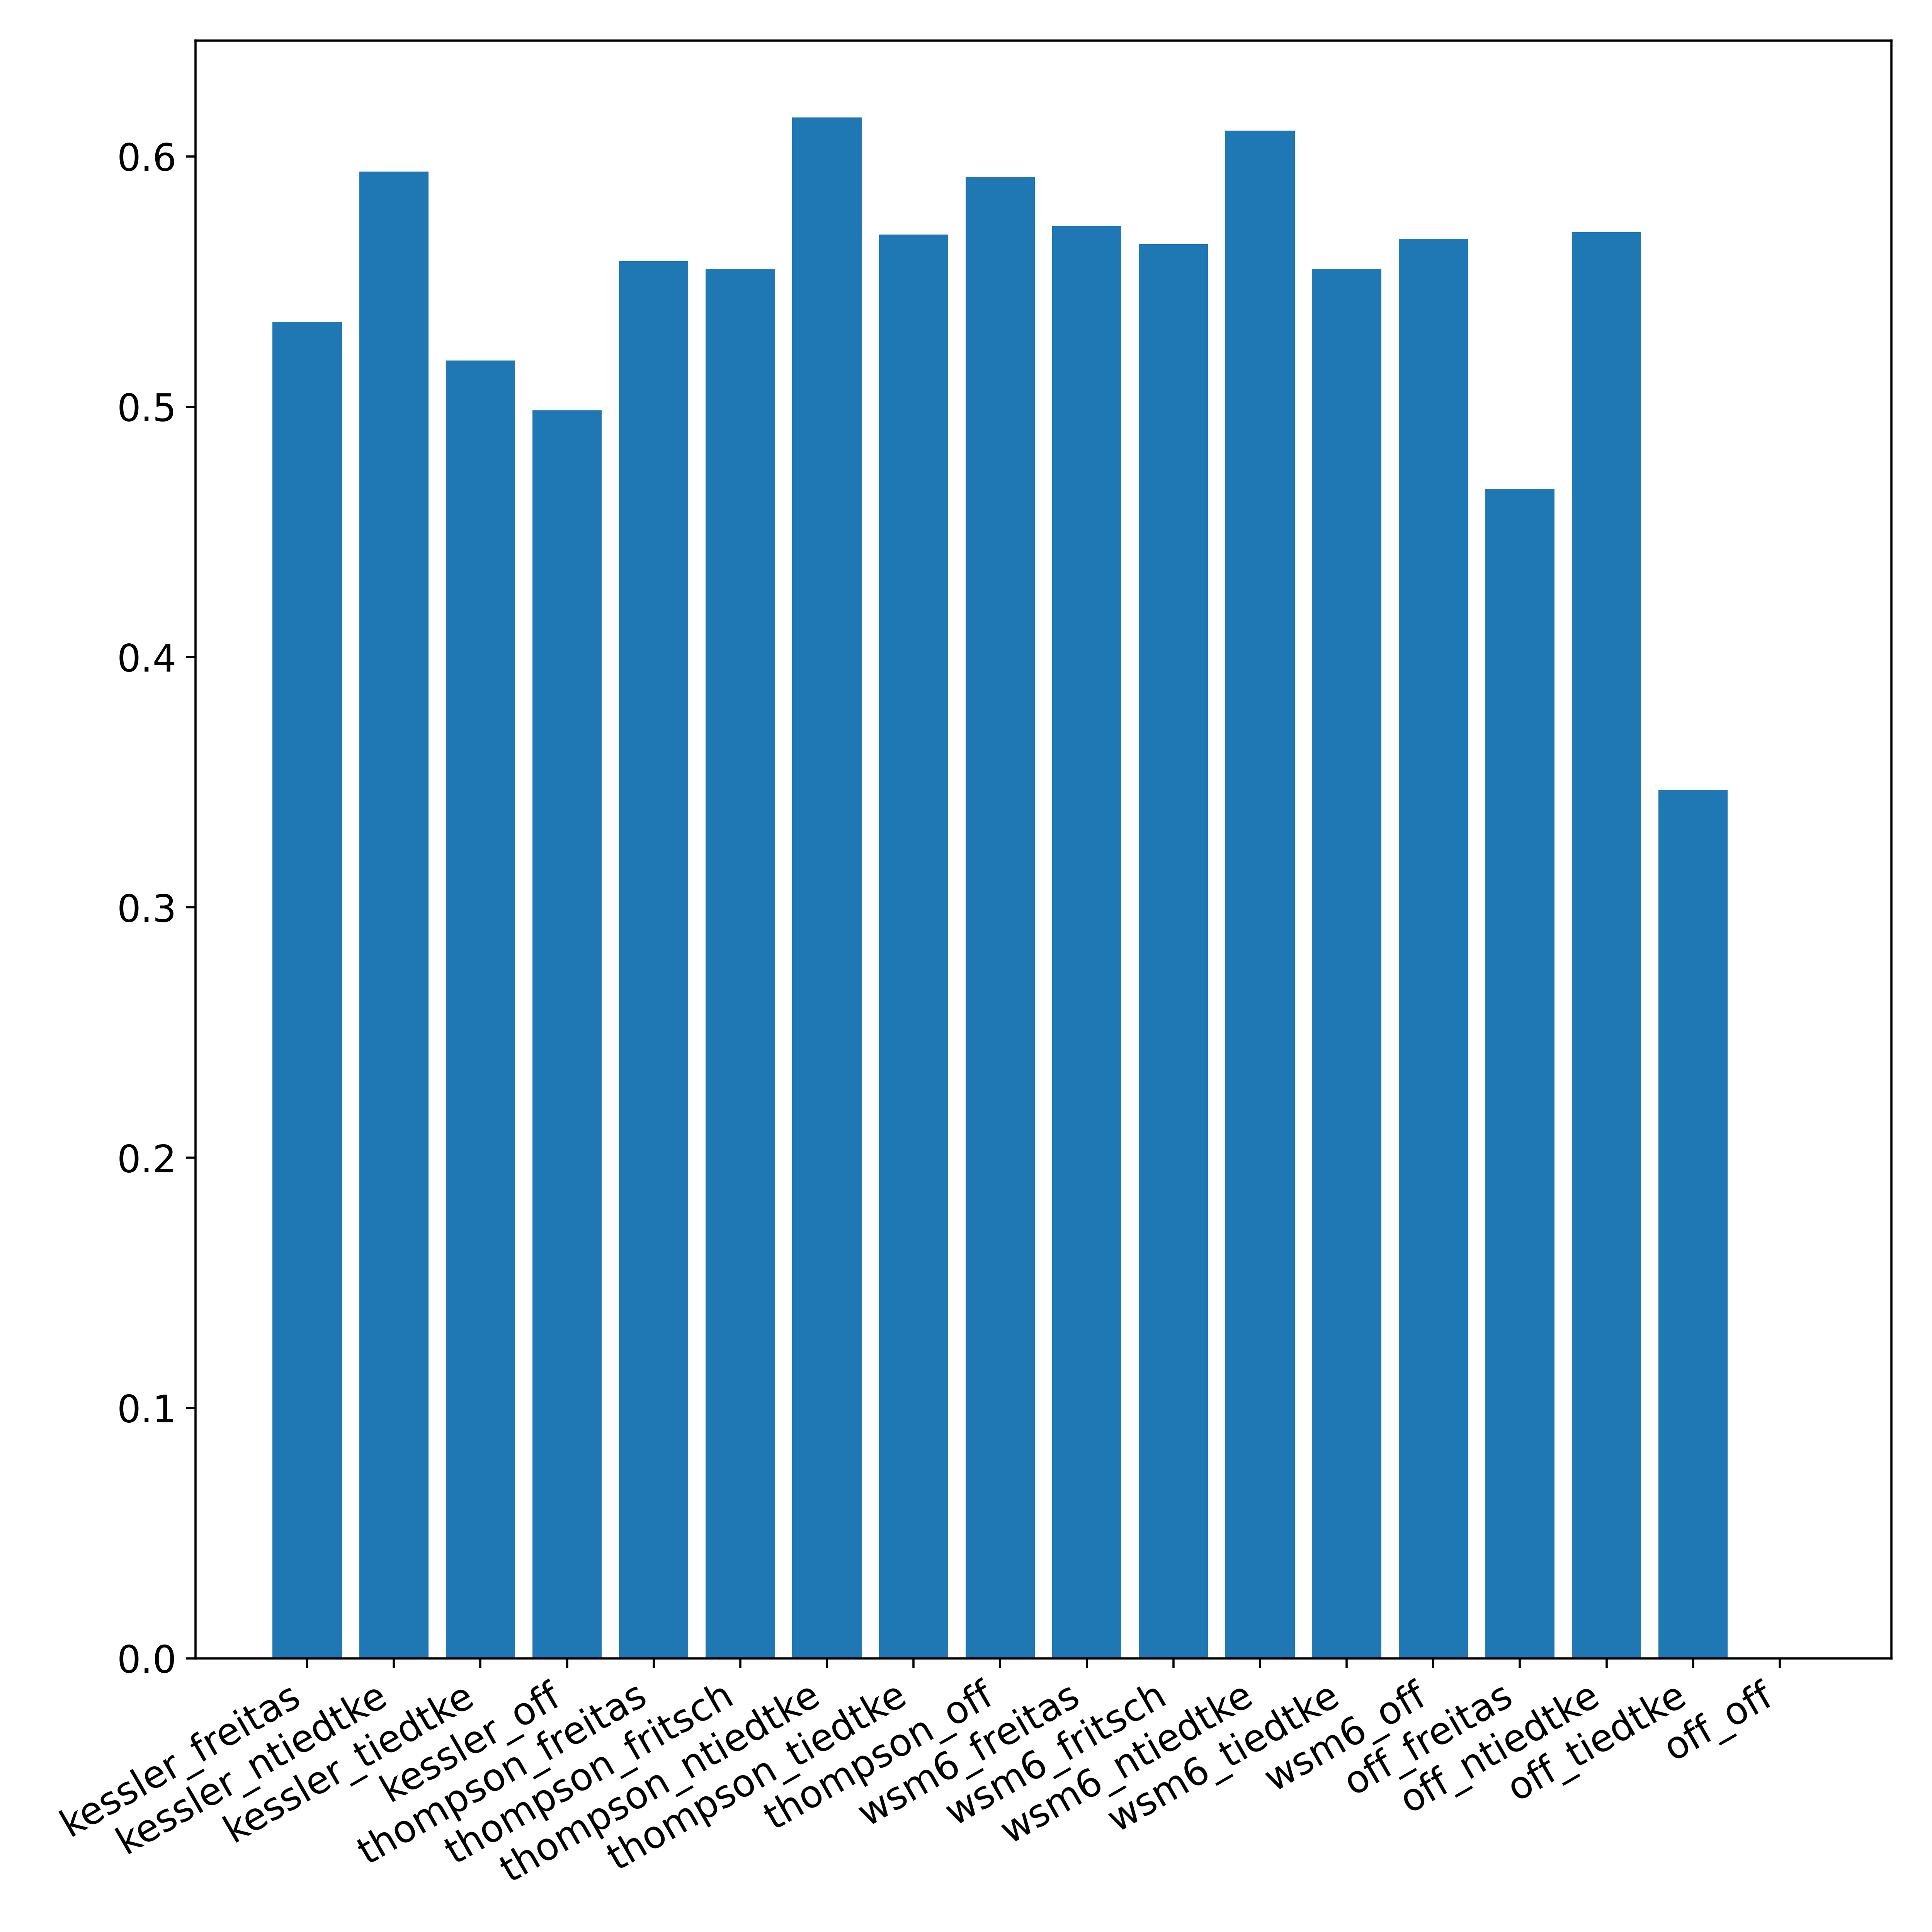 0.6
0.5
0.4
0.3
0.2
0.1
0.0
kessler_freitas
kessler_ntiedtke
kessler_tiedtke
kessler_off
thompson_freitas
thompson_fritsch
thompson_ntiedtke
thompson_tiedtke
thompson_off
wsm6_freitas
wsm6_fritsch
wsm6_ntiedtke
wsm6_tiedtke
wsm6_off
off_freitas
off_ntiedtke
off_tiedtke
off_off